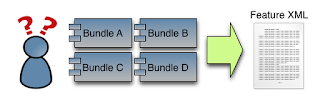 ? ?
Feature XML
Bundle A Bundle B
Bundle C Bundle D